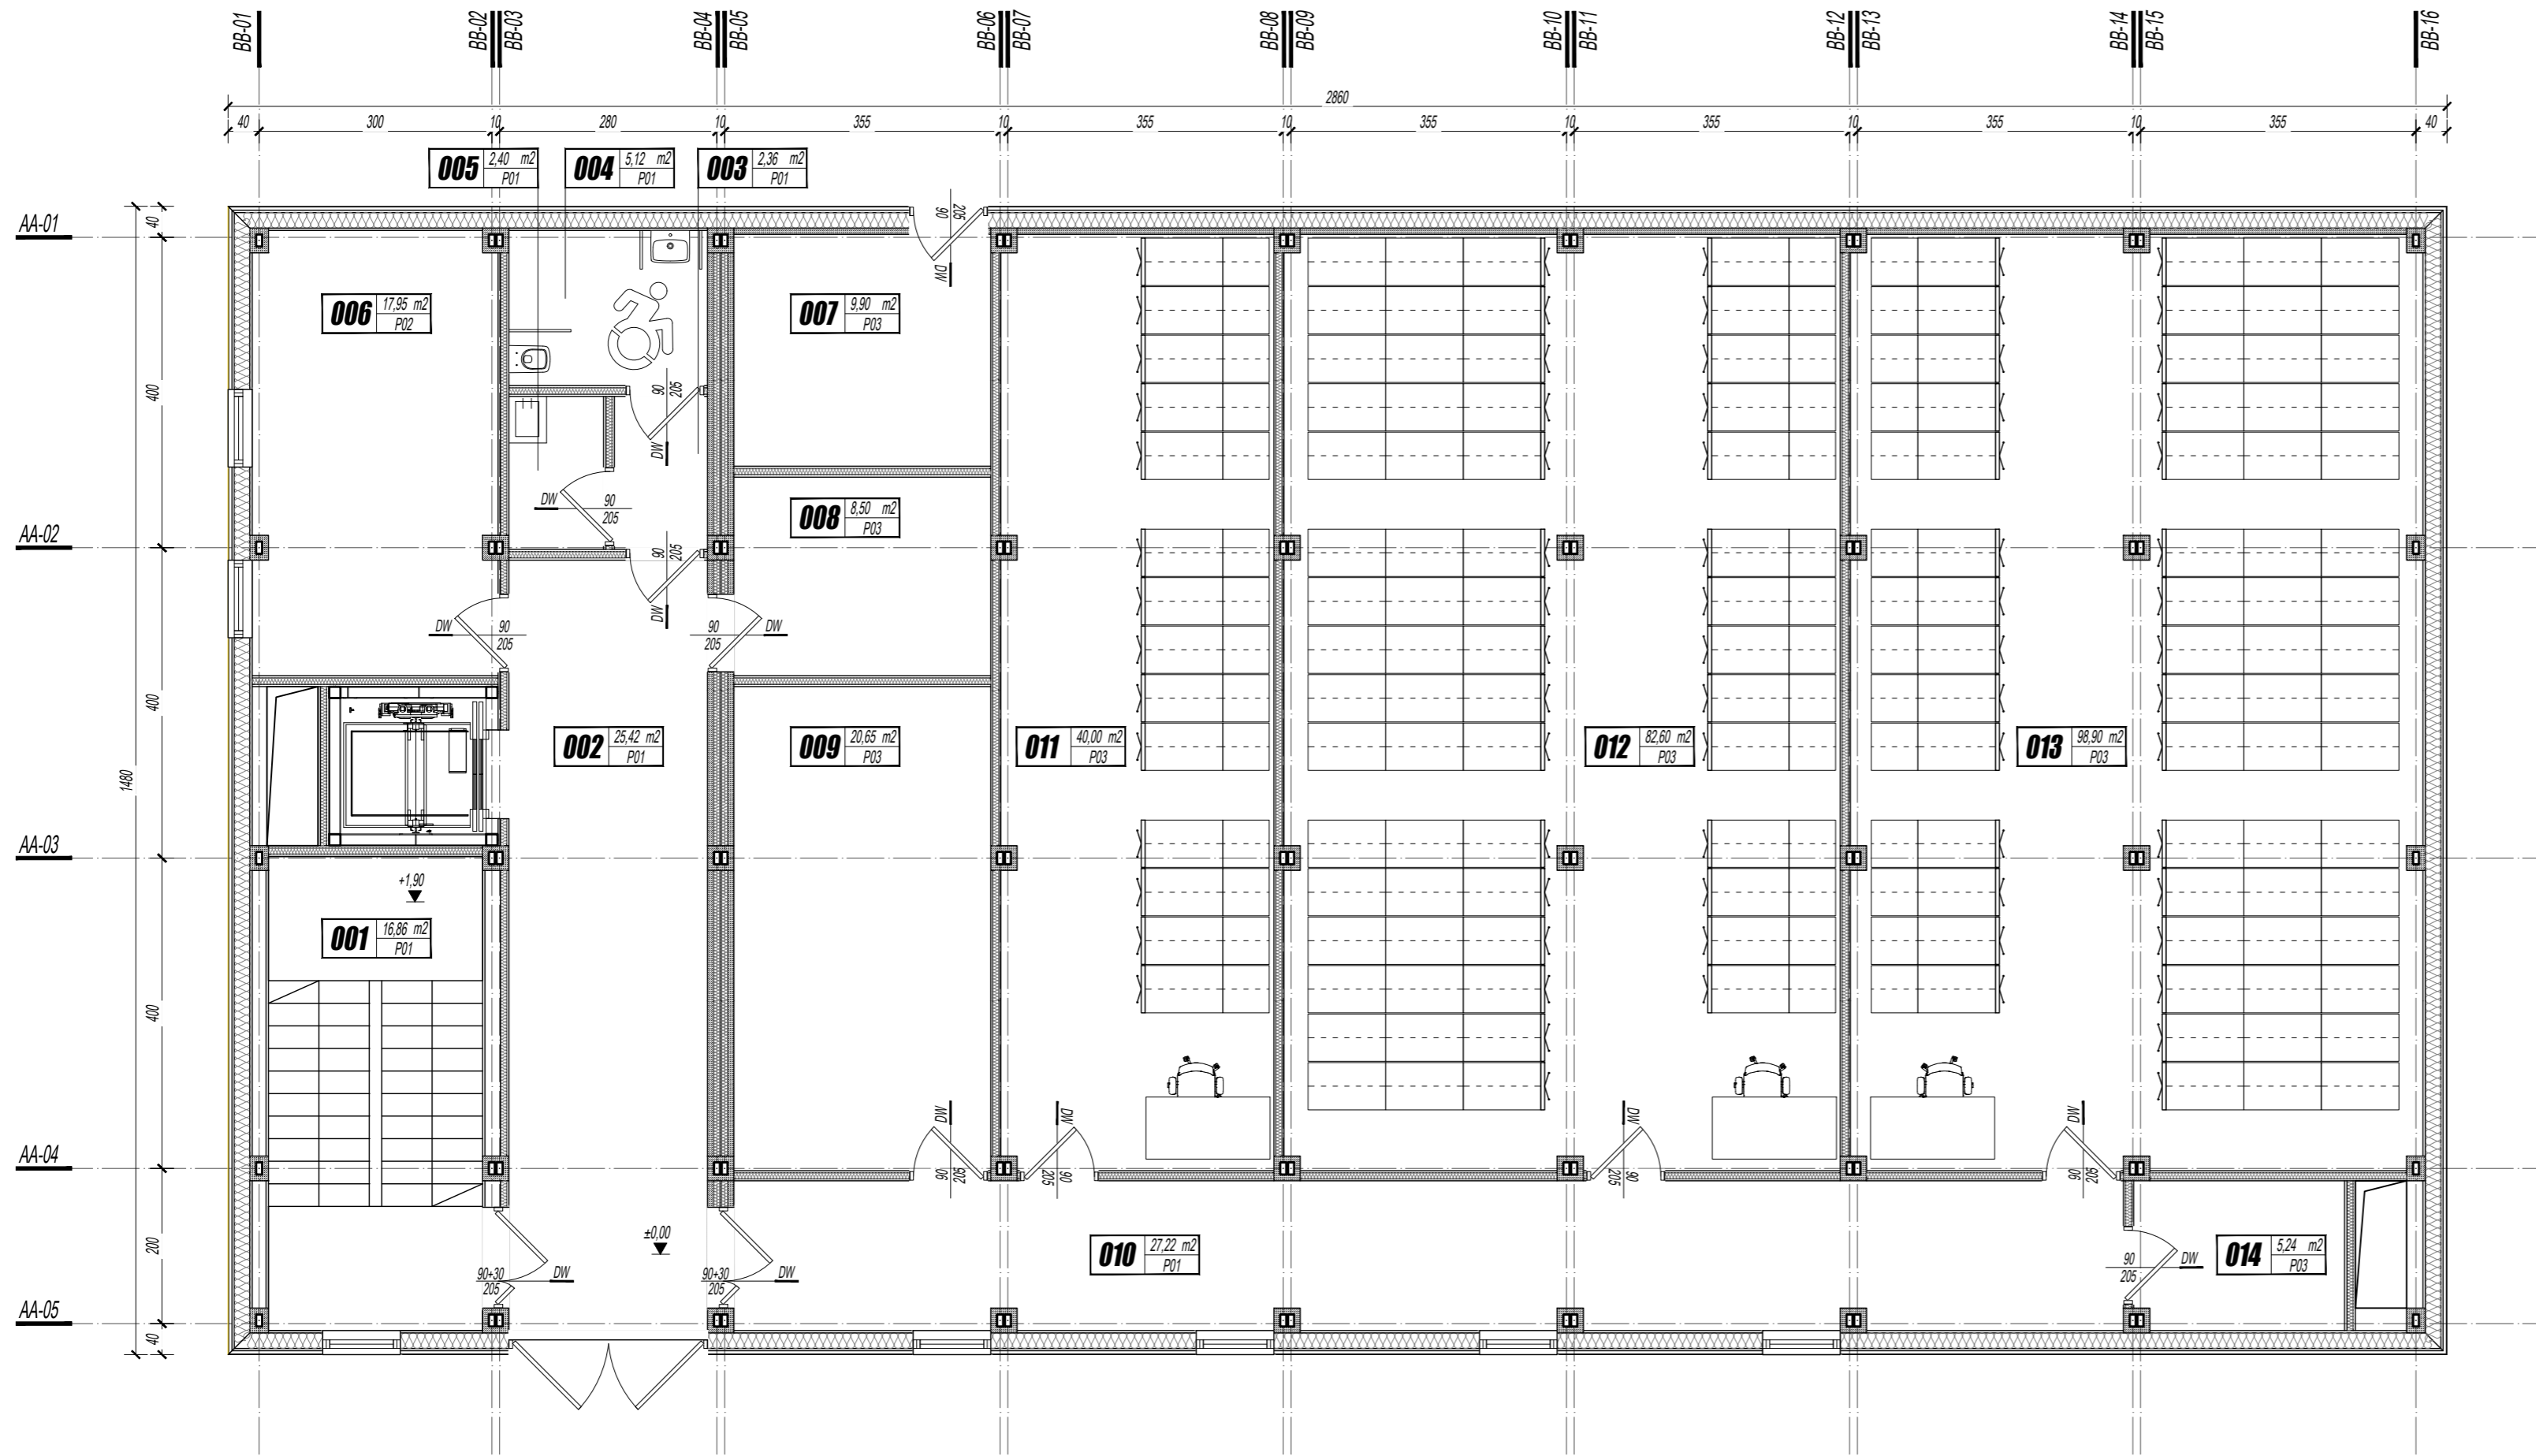 BB-01
BB-02
BB-03
BB-04
BB-05
BB-06
BB-07
BB-08
BB-09
BB-10
BB-11
BB-12
BB-13
BB-14
BB-15
BB-16
2860
40 300 10 280 10 355 10 355 10 355 10 355 10 355 10 355 40
005 2,40 m2
P01
004 5,12 m2
P01
003 2,36 m2
P01
AA-01
AA-02
AA-03
AA-04
AA-05
1480
40
400
400
400
200
40
90
205
DW
006 17,95 m2
P02
007 9,90 m2
P03
90
205
DW
008 8,50 m2
P03
DW 90
205
90
205
DW
DW 90
205
90 DW
205
002 25,42 m2
P01
009 20,65 m2
P03
011 40,00 m2
P03
012 82,60 m2
P03
013 98,90 m2
P03
+1,90
001 16,86 m2
P01
DW
90
205
DW
90
205
DW
90
205
DW
90
205
±0,00
010 27,22 m2
P01
014 5,24 m2
P03
90+30 DW
205
90+30 DW
205
90 DW
205